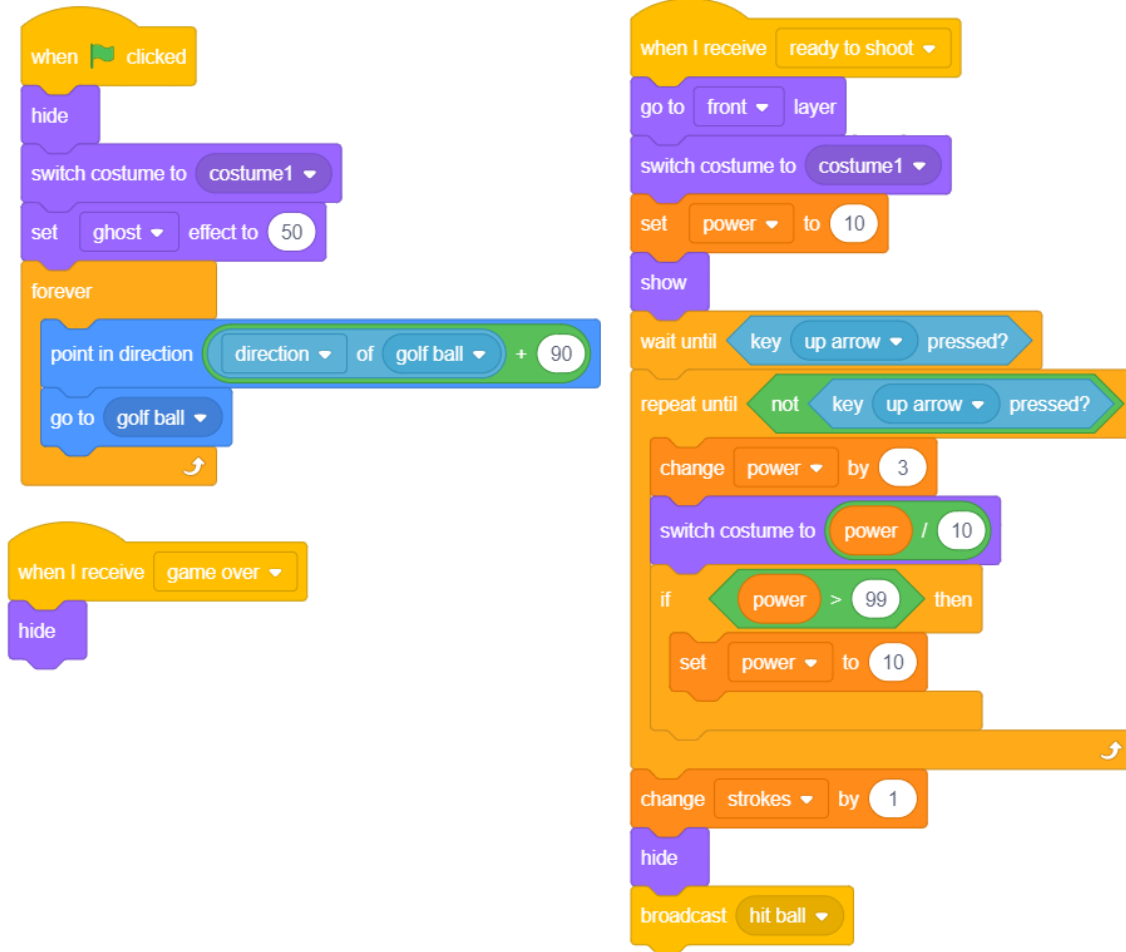 when clicked
hide
switch costume to costume1
set ghost effect to 50
forever
point in direction direction of golf ball + 90
go to golf ball
when I receive game over
hide
when I receive ready to shoot
go to front layer
switch costume to costume1
set power to 10
show
wait until key up arrow pressed?
repeat until not key up arrow pressed?
change power by 3
switch costume to power / 10
if power > 99 then
set power to 10
change strokes by 1
hide
broadcast hit ball